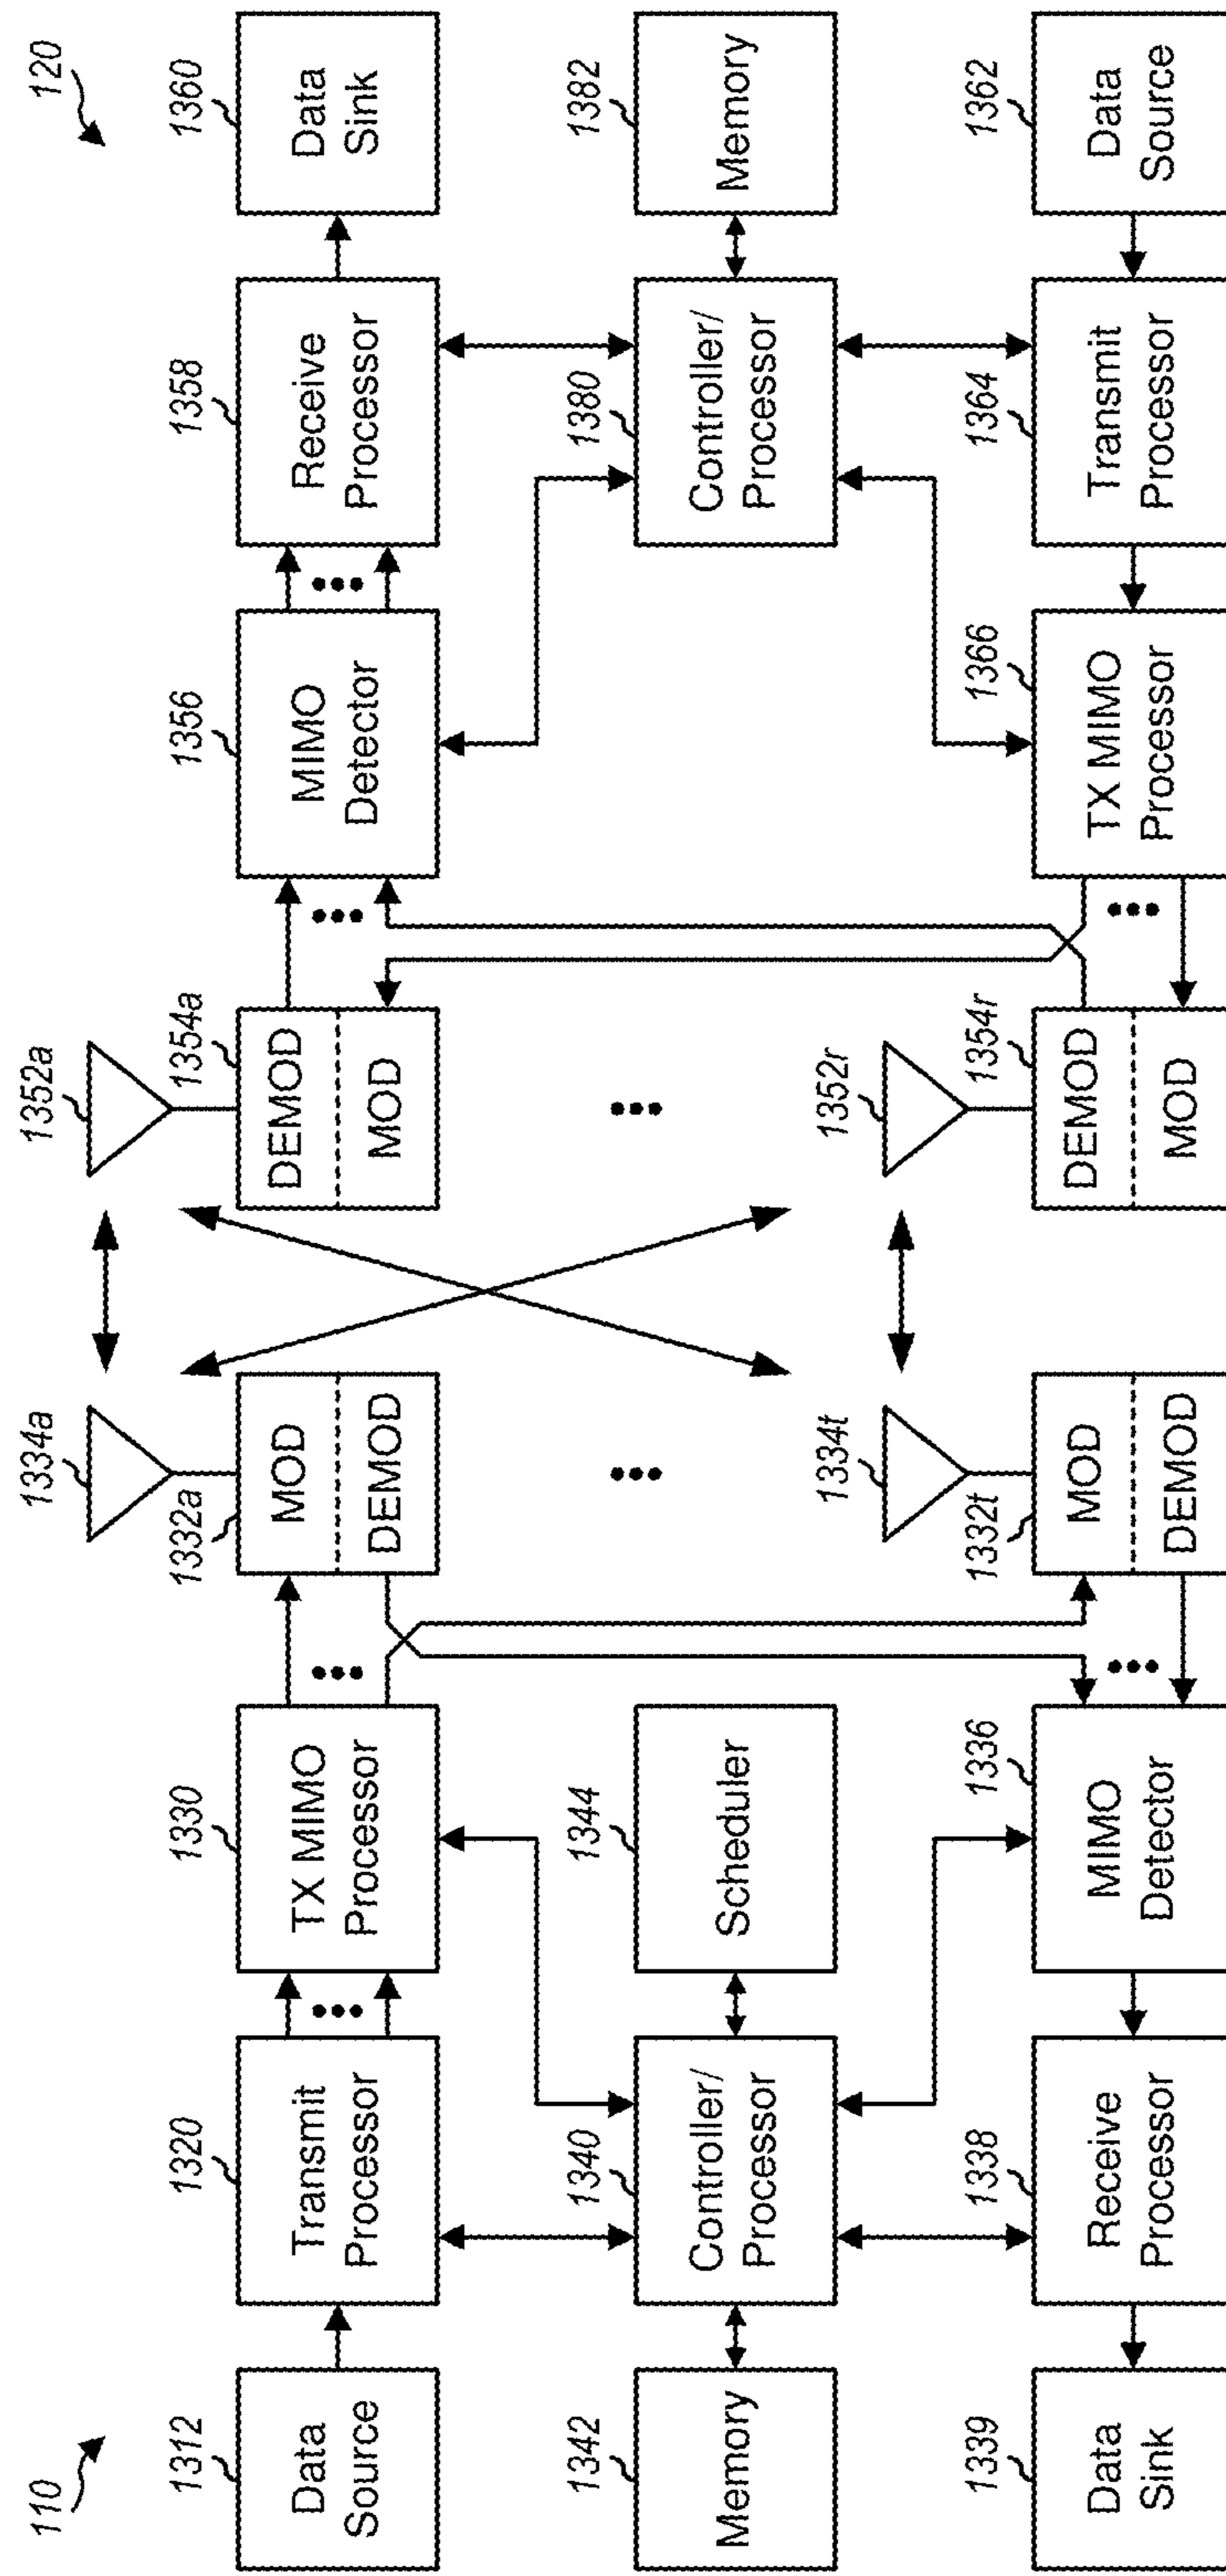 110
120
1312
Data
Source
1320
Transmit
Processor
1330
TX MIMO
Processor
1332a
MOD
DEMOD
1334a
1352a
1354a
DEMOD
MOD
1356
MIMO
Detector
1358
Receive
Processor
1360
Data
Sink
1342
Memory
1340
Controller/
Processor
1344
Scheduler
1380
Controller/
Processor
1382
Memory
1339
Data
Sink
1338
Receive
Processor
1336
MIMO
Detector
1332t
MOD
DEMOD
1334t
1352r
1354r
DEMOD
MOD
1366
TX MIMO
Processor
1364
Transmit
Processor
1362
Data
Source